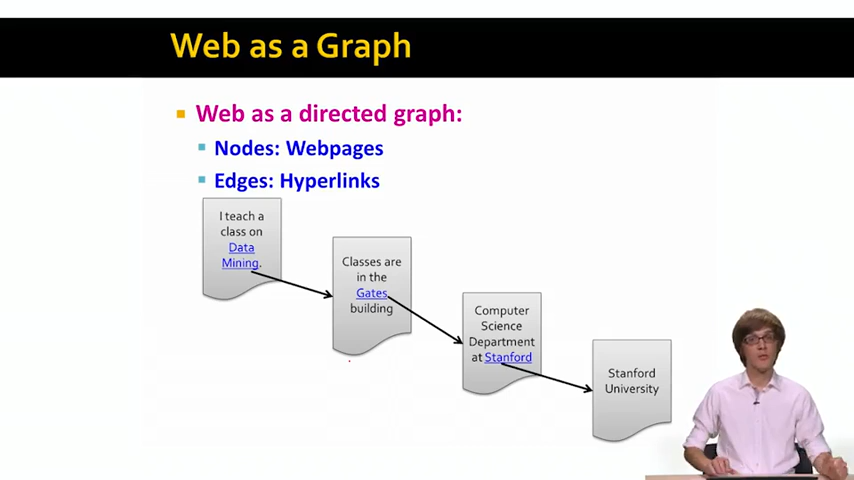 Web as a Graph
Web as a directed graph:
Nodes: Webpages
Edges: Hyperlinks
I teach a
class on
Data
Mining.
Classes are
in the
Gates
building
Computer
Science
Department
at Stanford
Stanford
University